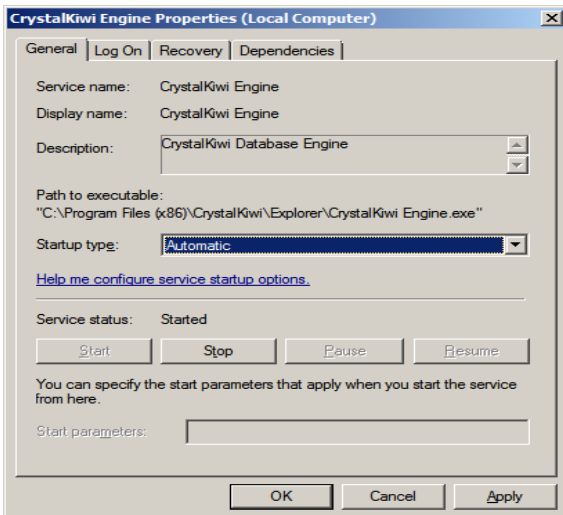 CrystalKiwi Engine Properties (Local Computer)
General Log On Recovery Dependencies
Service name: CrystalKiwi Engine
Display name: CrystalKiwi Engine
Description: CrystalKiwi Database Engine
Path to executable:
"C:\Program Files (x86)\CrystalKiwi\Explorer\CrystalKiwi Engine.exe"
Startup type: Automatic
Help me configure service startup options.
Service status: Started
Start Stop Pause Resume
You can specify the start parameters that apply when you start the service
from here.
Start parameters:
OK Cancel Apply